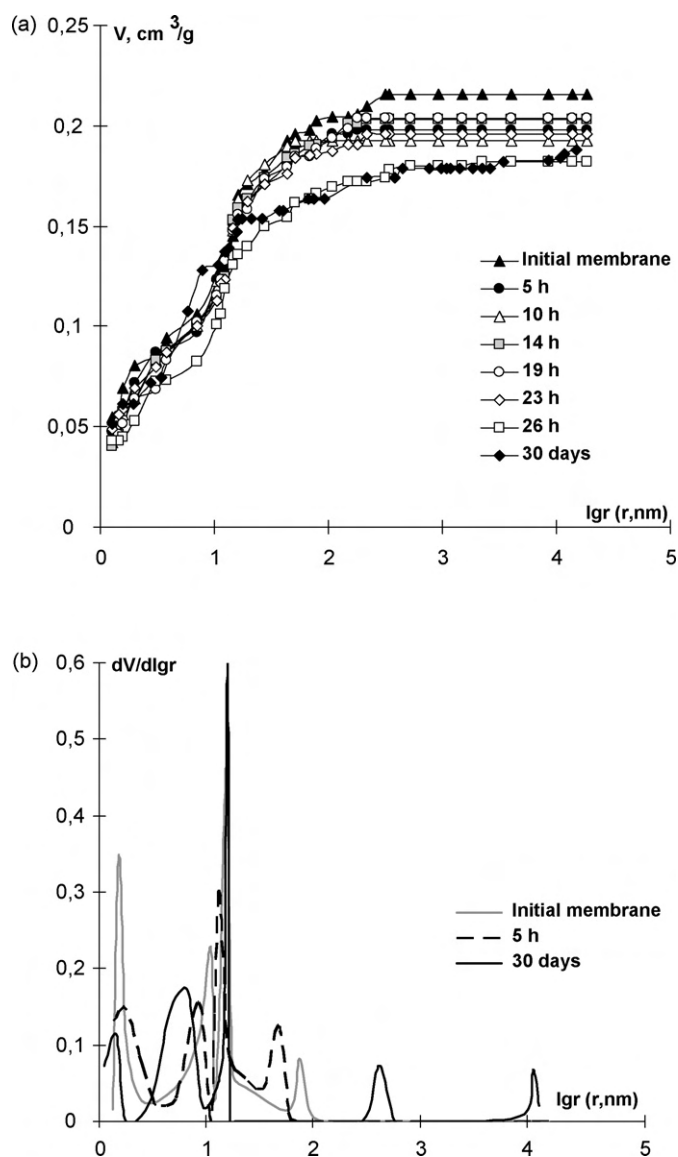 (a)
V, cm ³/g
0,25
0,2
0,15
0,1
0,05
0
Initial membrane
5 h
10 h
14 h
19 h
23 h
26 h
30 days
lgr (r,nm)
0 1 2 3 4 5
(b)
dV/dlgr
0,6
0,5
0,4
0,3
0,2
0,1
0
Initial membrane
5 h
30 days
lgr (r,nm)
0 1 2 3 4 5